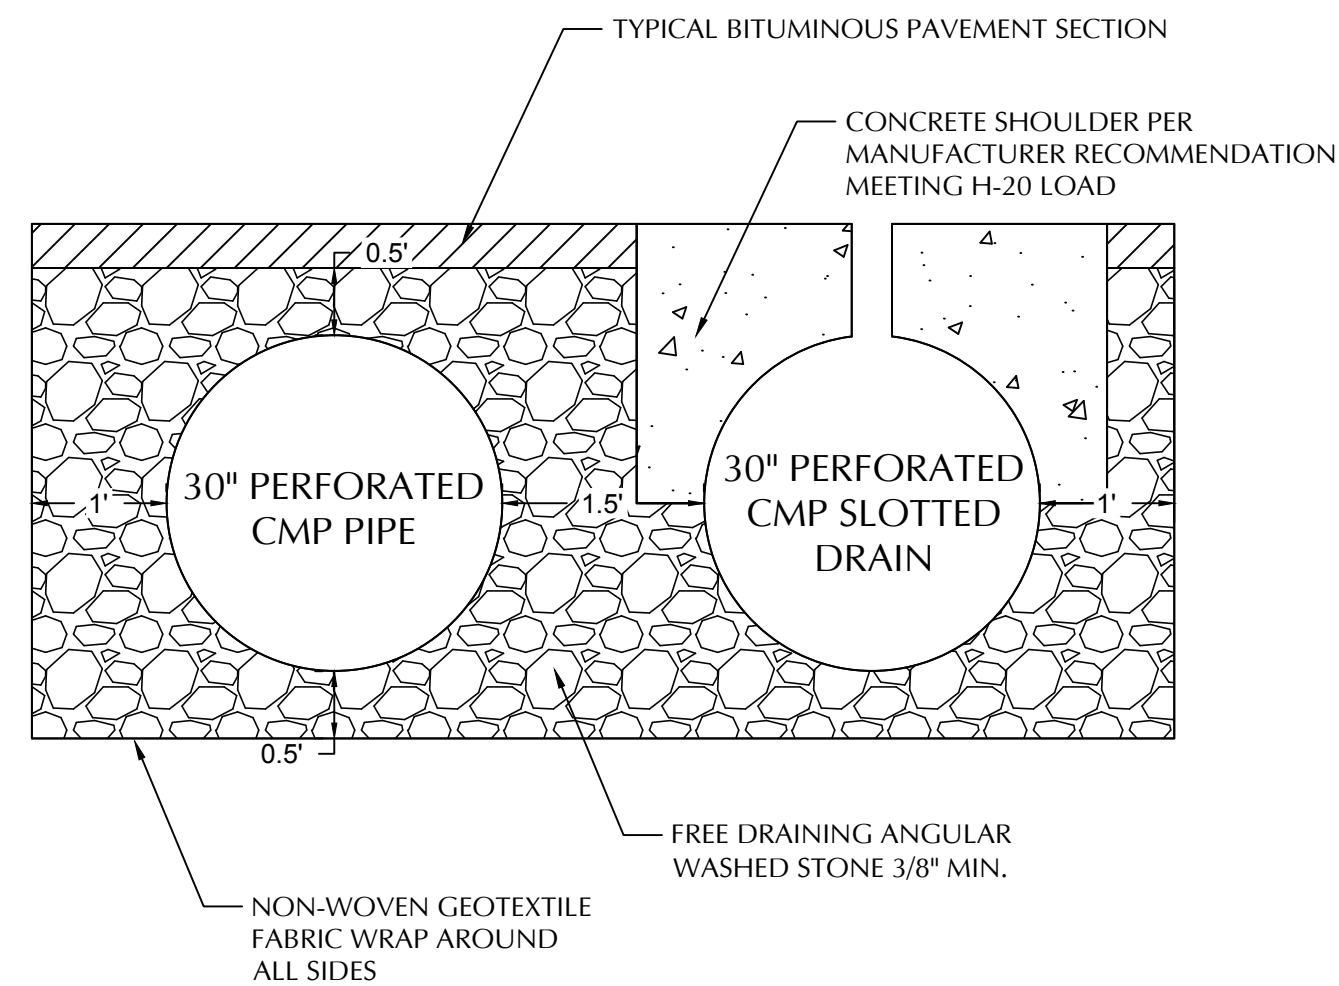 TYPICAL BITUMINOUS PAVEMENT SECTION
CONCRETE SHOULDER PER
MANUFACTURER RECOMMENDATION
MEETING H-20 LOAD
0.5'
30" PERFORATED
CMP PIPE
30" PERFORATED
CMP SLOTTED
DRAIN
1'
1.5'
1'
0.5'
FREE DRAINING ANGULAR
WASHED STONE 3/8" MIN.
NON-WOVEN GEOTEXTILE
FABRIC WRAP AROUND
ALL SIDES